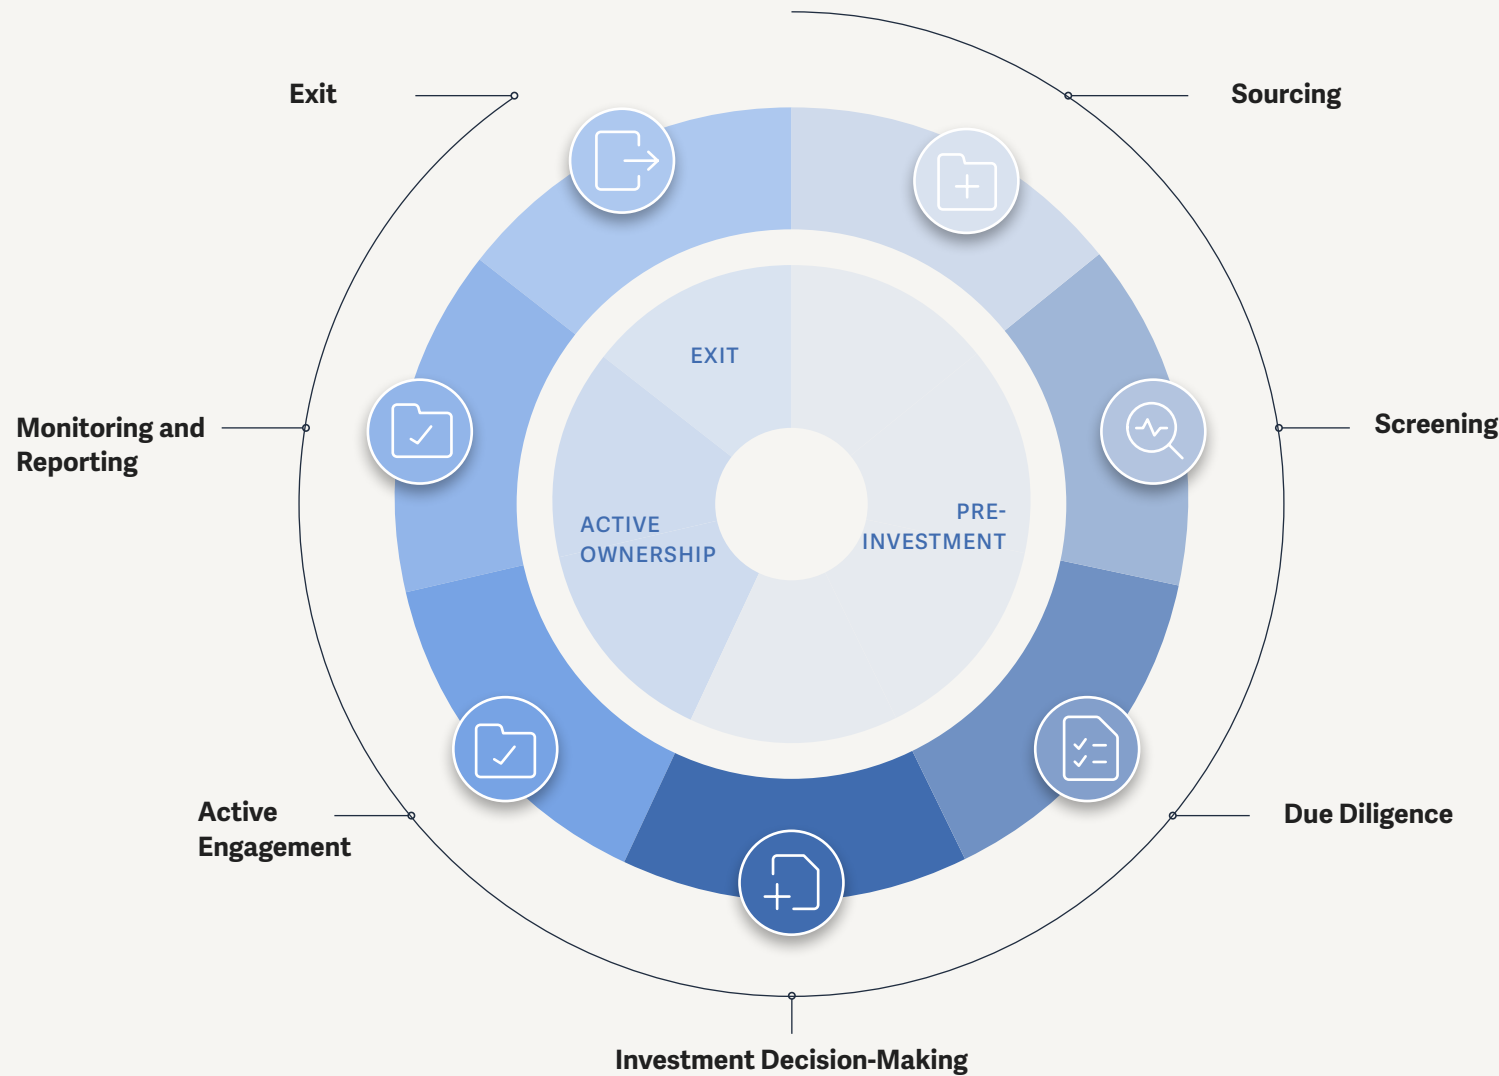 Exit
Sourcing
EXIT
Monitoring and
Reporting
Screening
ACTIVE
OWNERSHIP
PRE-
INVESTMENT
Active
Engagement
Due Diligence
Investment Decision-Making